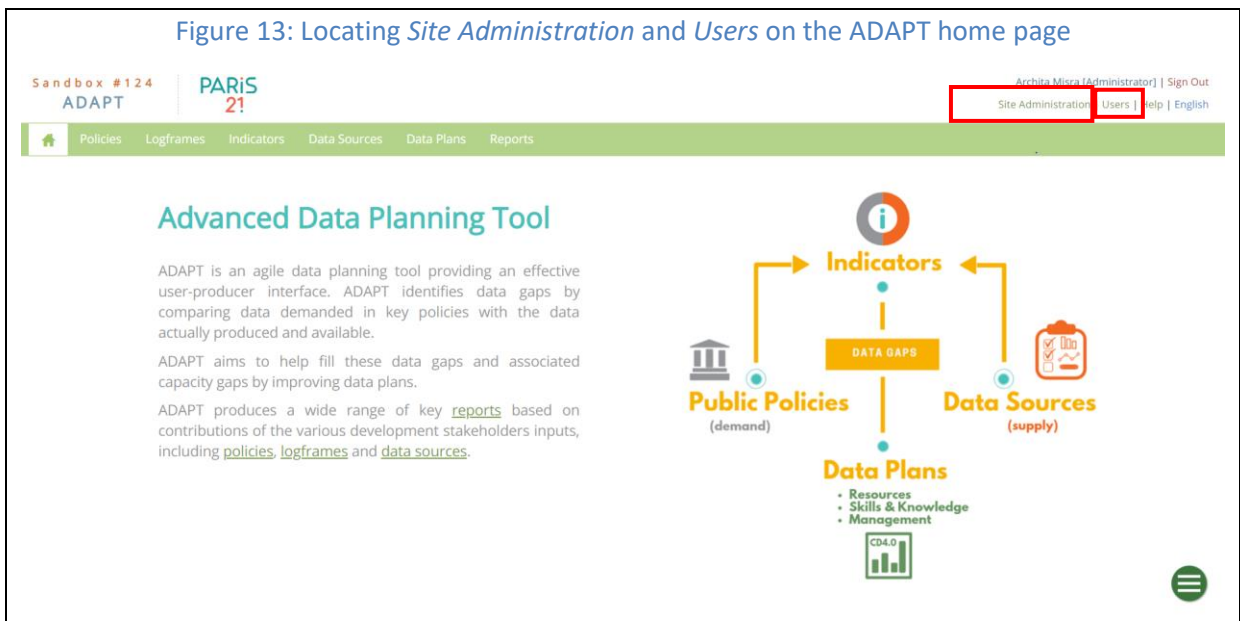 Figure 13: Locating Site Administration and Users on the ADAPT home page
Sandbox #124
ADAPT
PARiS
21
Archita Misra [Administrator] | Sign Out
Site Administration | Users | Help | English
Policies Logframes Indicators Data Sources Data Plans Reports
Advanced Data Planning Tool
ADAPT is an agile data planning tool providing an effective
user-producer interface. ADAPT identifies data gaps by
comparing data demanded in key policies with the data
actually produced and available.
ADAPT aims to help fill these data gaps and associated
capacity gaps by improving data plans.
ADAPT produces a wide range of key reports based on
contributions of the various development stakeholders inputs,
including policies, logframes and data sources.
i
Indicators
DATA GAPS
Public Policies
(demand)
Data Sources
(supply)
Data Plans
• Resources
• Skills & Knowledge
• Management
CD4.0